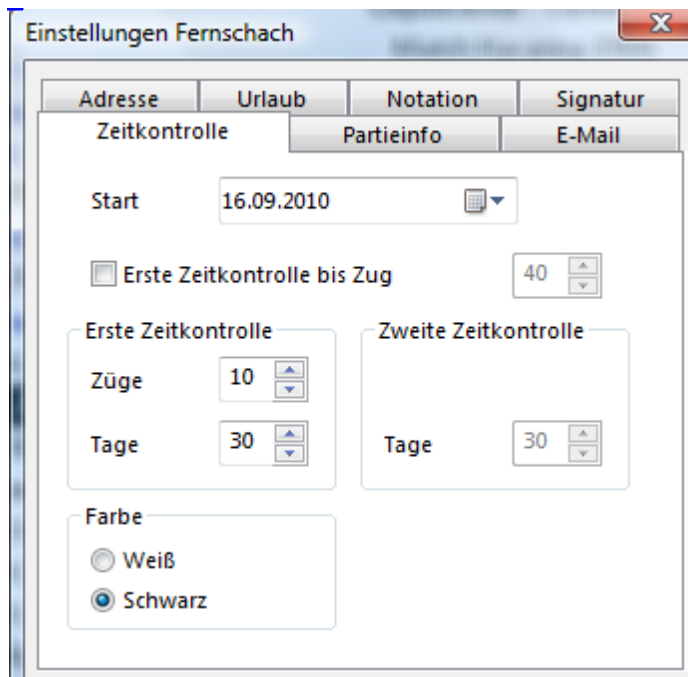 Einstellungen Fernschach
Adresse Urlaub Notation Signatur
Zeitkontrolle Partieinfo E-Mail
Start 16.09.2010
Erste Zeitkontrolle bis Zug 40
Erste Zeitkontrolle Zweite Zeitkontrolle
Züge 10
Tage 30 Tage 30
Farbe
Weiß
Schwarz